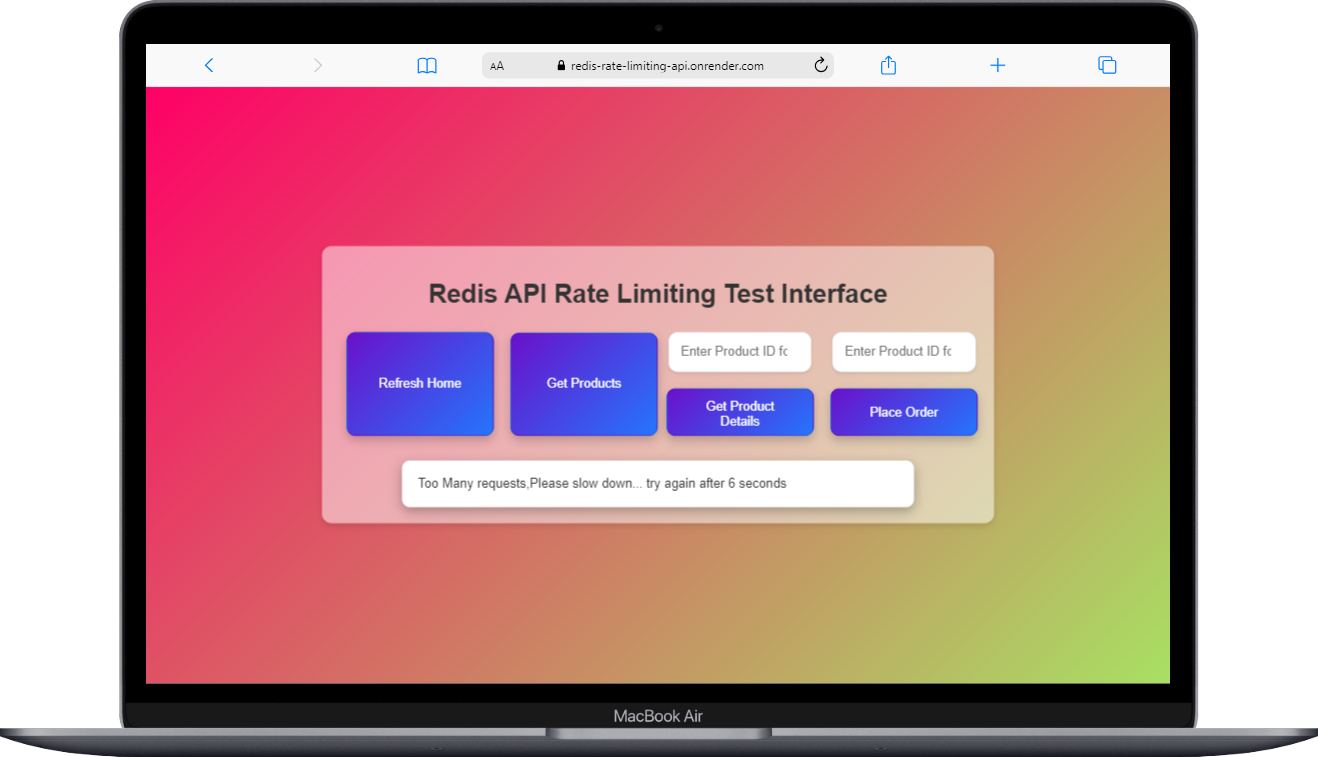 AA redis-rate-limiting-api.onrender.com
Redis API Rate Limiting Test Interface
Refresh Home
Get Products
Enter Product ID fc
Get Product
Details
Enter Product ID fc
Place Order
Too Many requests,Please slow down... try again after 6 seconds
MacBook Air